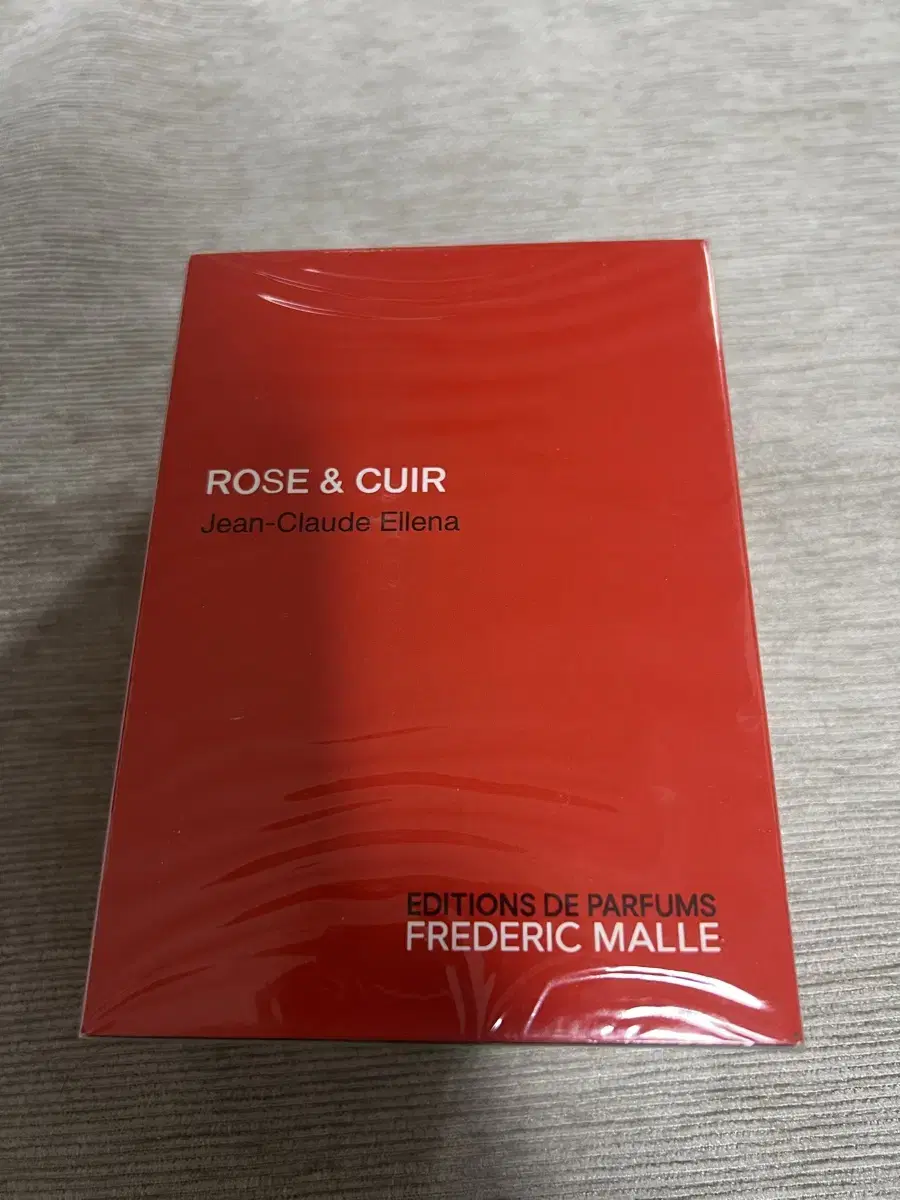 ROSE & CUIR
Jean-Claude Ellena
EDITIONS DE PARFUMS
FREDERIC MALLE